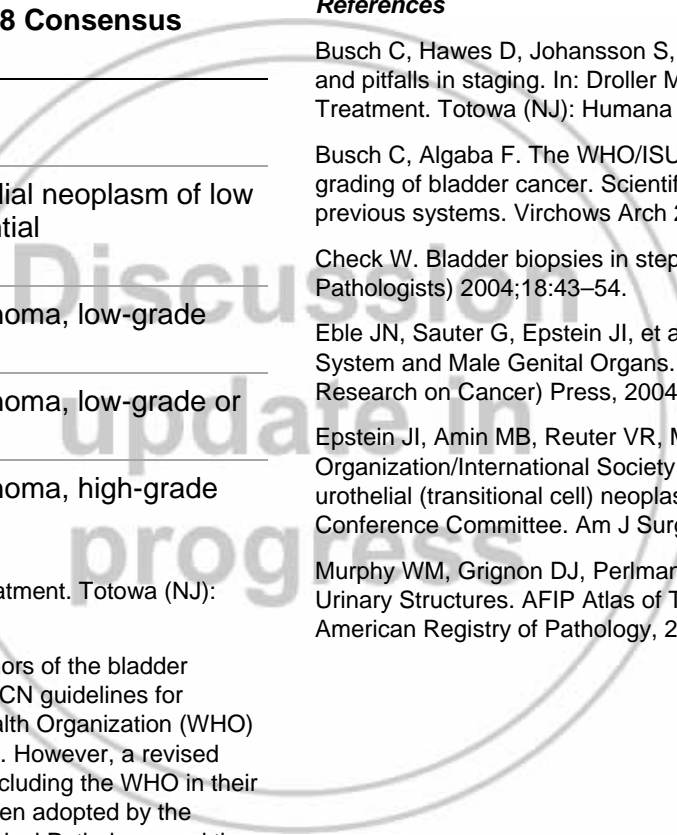 8 Consensus
lial neoplasm of low
tial
noma, low-grade
noma, low-grade or
noma, high-grade
atment. Totowa (NJ):
nors of the bladder
CN guidelines for
alth Organization (WHO)
. However, a revised
cluding the WHO in their
en adopted by the
References
Busch C, Hawes D, Johansson S,
and pitfalls in staging. In: Droller M
Treatment. Totowa (NJ): Humana
Busch C, Algaba F. The WHO/ISU
grading of bladder cancer. Scientif
previous systems. Virchows Arch 2
Check W. Bladder biopsies in step
Pathologists) 2004;18:43–54.
Eble JN, Sauter G, Epstein JI, et a
System and Male Genital Organs.
Research on Cancer) Press, 2004
Epstein JI, Amin MB, Reuter VR, M
Organization/International Society
urothelial (transitional cell) neoplas
Conference Committee. Am J Surg
Murphy WM, Grignon DJ, Perlman
Urinary Structures. AFIP Atlas of T
American Registry of Pathology, 2
Discussion
update in
progress